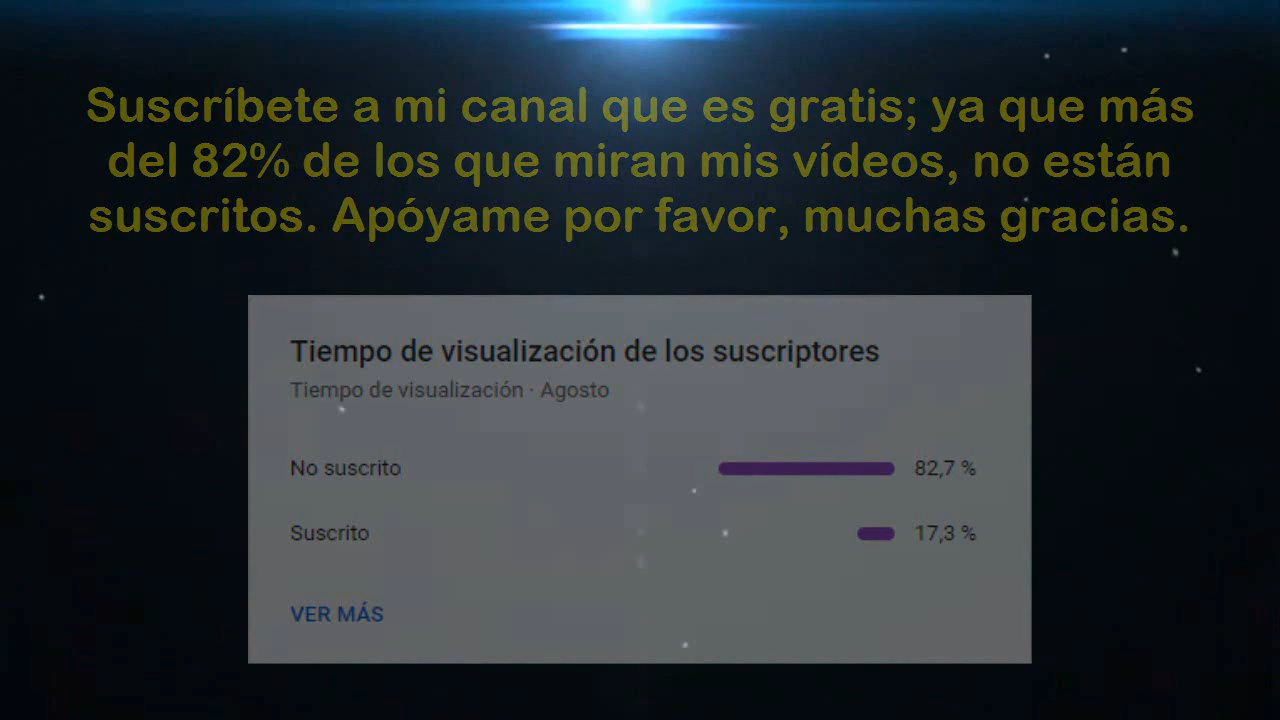 Suscríbete a mi canal que es gratis; ya que más
del 82% de los que miran mis vídeos, no están
suscritos. Apóyame por favor, muchas gracias.
Tiempo de visualización de los suscriptores
Tiempo de visualización · Agosto
No suscrito 82,7 %
Suscrito 17,3 %
VER MÁS